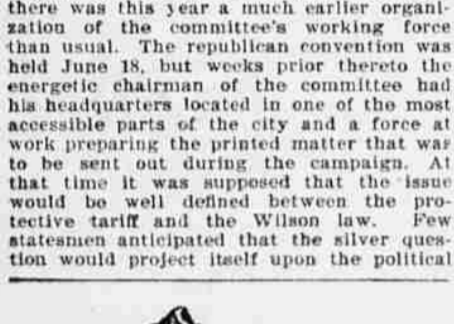 there was this year a much earlier organi-
zation of the committee's working force
than usual. The republican convention was
held June 18, but weeks prior thereto the
energetic chairman of the committee had
his headquarters located in one of the most
accessible parts of the city and a force at
work preparing the printed matter that was
to be sent out during the campaign. At
that time it was supposed that the issue
would be well defined between the pro-
tective tariff and the Wilson law. Few
statesmen anticipated that the silver ques-
tion would project itself upon the political